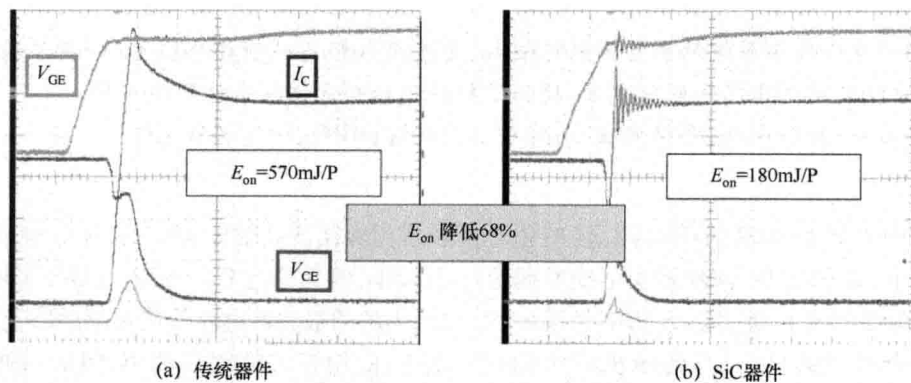 V_GE
I_C
E_on=570mJ/P
E_on=180mJ/P
E_on 降低68%
V_CE
(a) 传统器件
(b) SiC器件